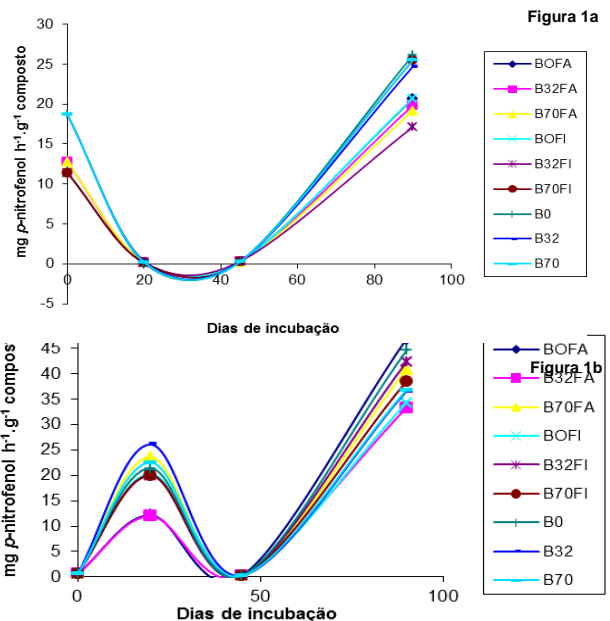 Figura 1a
mg p-nitrofenol h⁻¹.g⁻¹ composto
30
25
20
15
10
5
0
-5
0 20 40 60 80 100
Dias de incubação
BOFA
B32FA
B70FA
BOFI
B32FI
B70FI
B0
B32
B70
Figura 1b
mg p-nitrofenol h⁻¹.g⁻¹ compos
45
40
35
30
25
20
15
10
5
0
0 50 100
Dias de incubação
BOFA
B32FA
B70FA
BOFI
B32FI
B70FI
B0
B32
B70